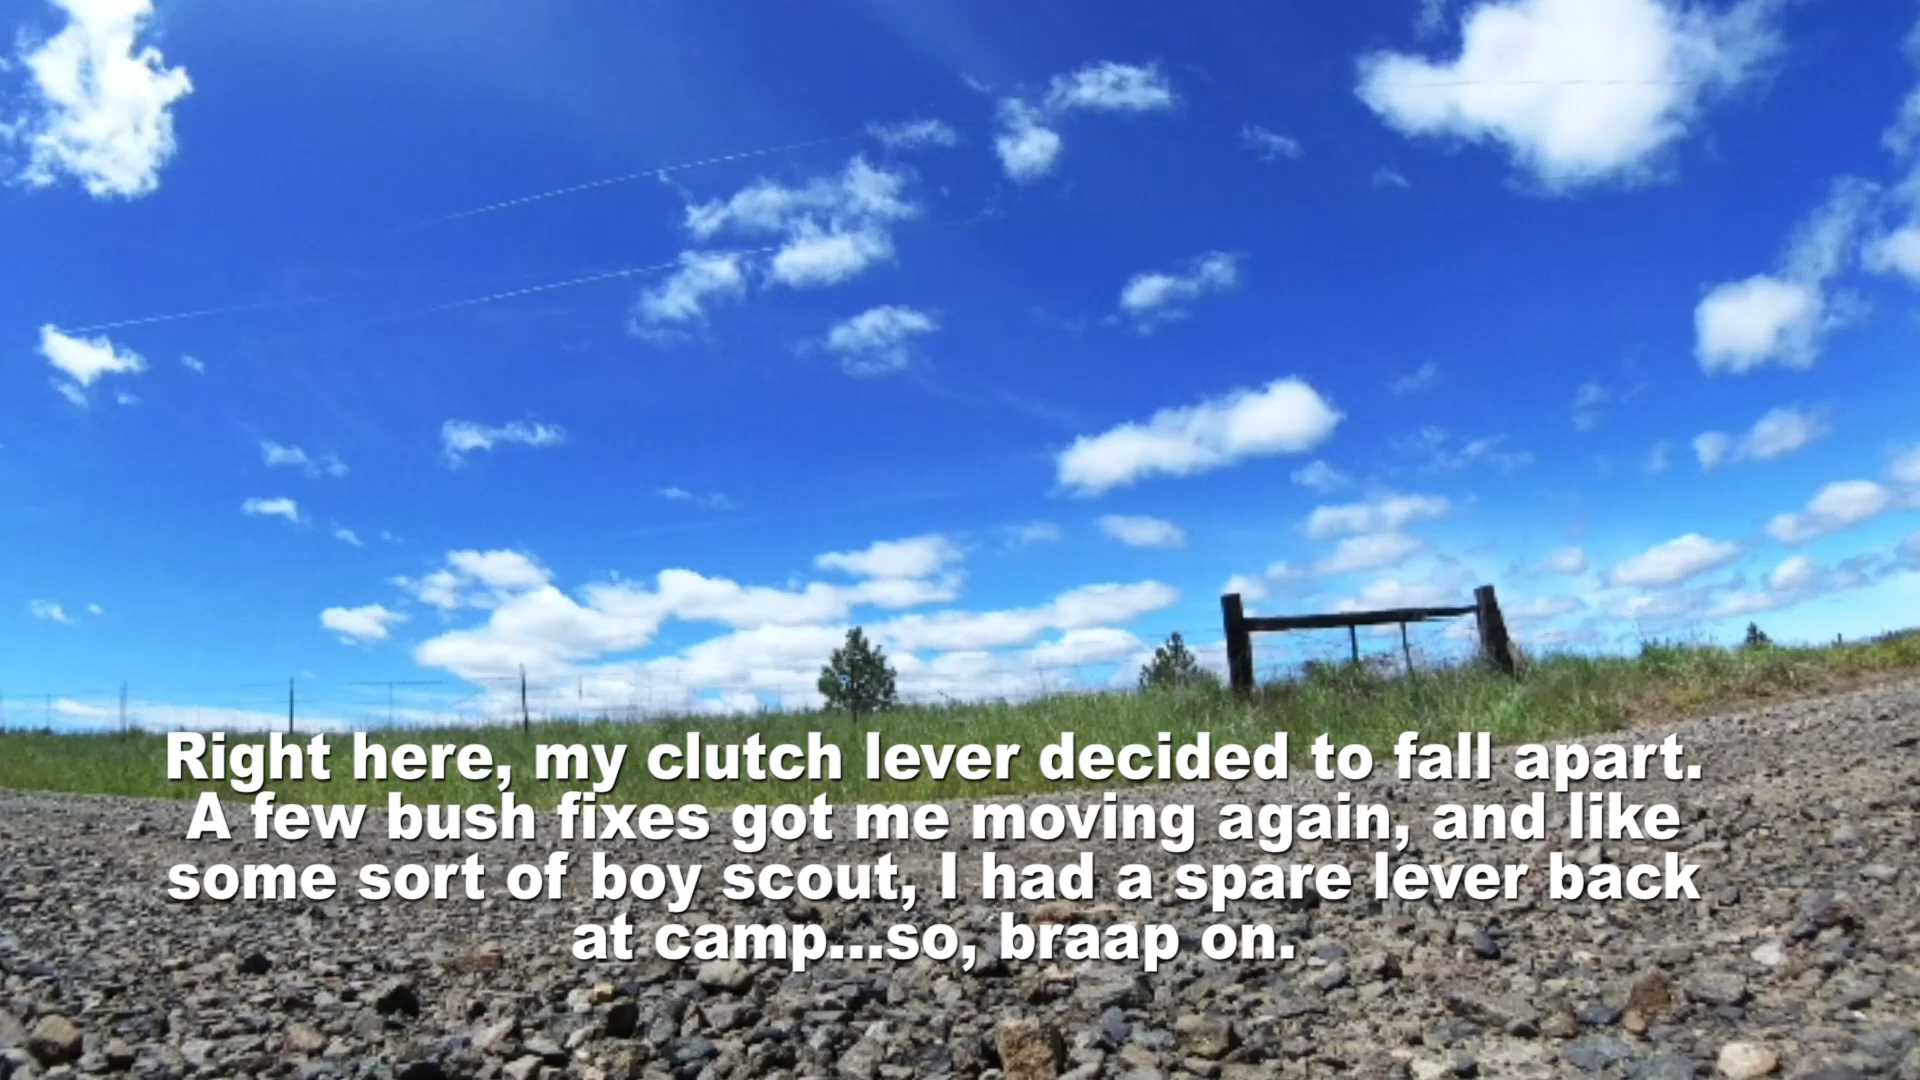 Right here, my clutch lever decided to fall apart.
A few bush fixes got me moving again, and like
some sort of boy scout, I had a spare lever back
at camp...so, braap on.